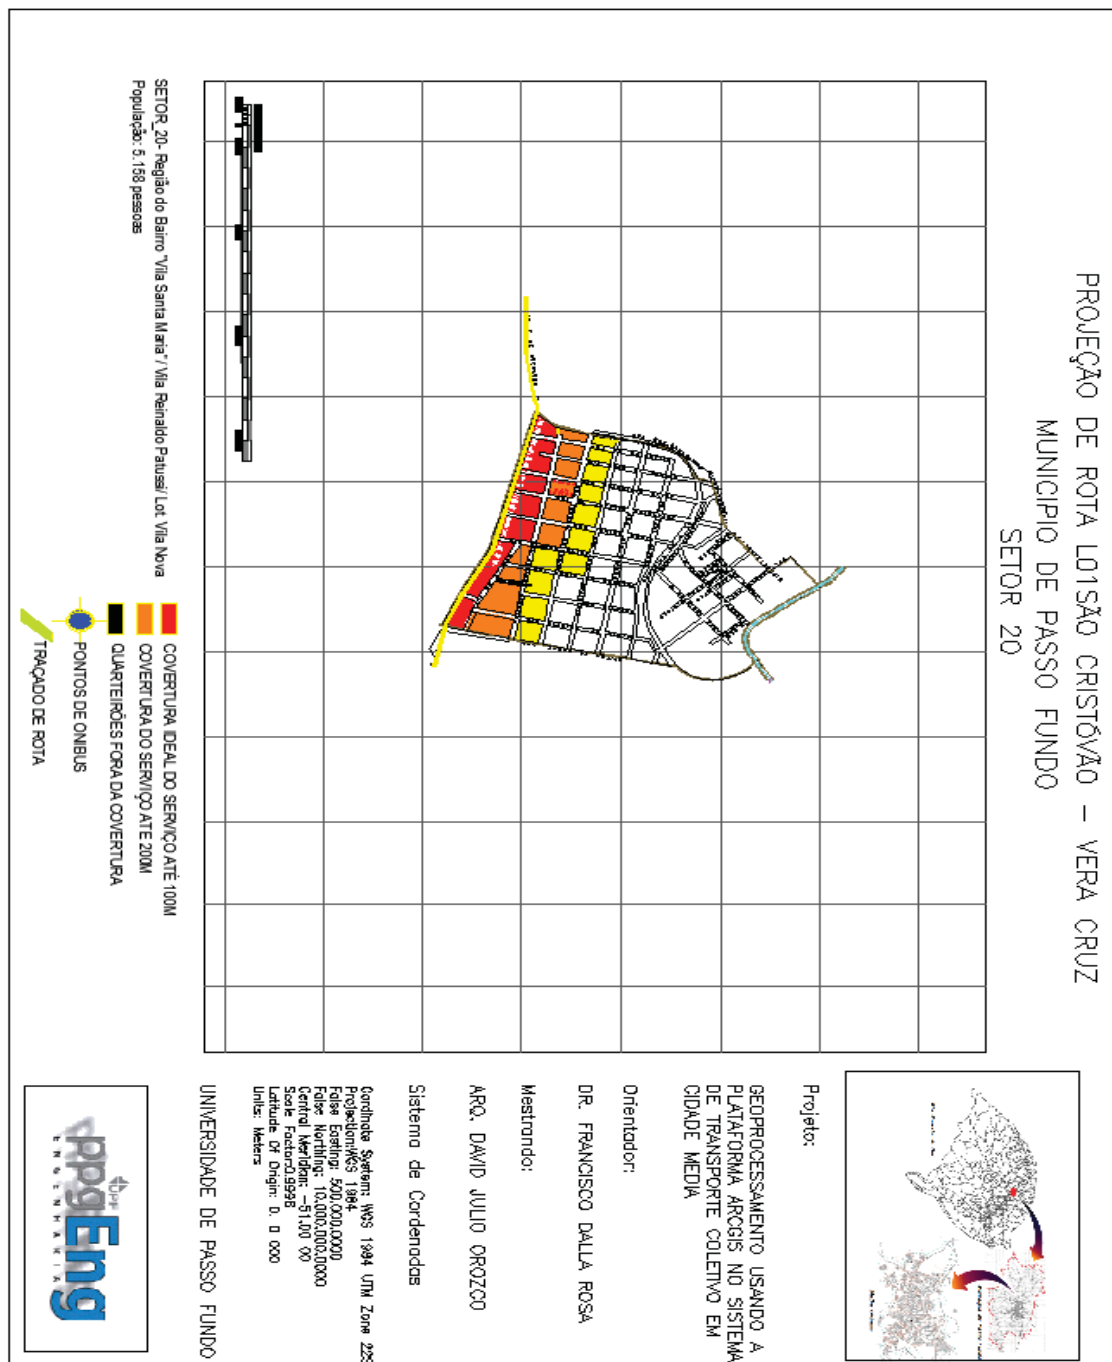 PROJEÇÃO DE ROTA L01SÃO CRISTÓVÃO – VERA CRUZ
MUNICIPIO DE PASSO FUNDO
SETOR 20
SETOR_20- Região do Bairro "Vila Santa Maria"/ Vila Reinaldo Patussi/ Lot. Vila Nova
População: 5.158 pessoas
COVERTURA IDEAL DO SERVIÇO ATÉ 100M
COVERTURA DO SERVIÇO ATE 200M
QUARTEIRÕES FORA DA COVERTURA
PONTOS DE ONIBUS
TRAÇADO DE ROTA
Projeto:
GEOPROCESSAMENTO USANDO A
PLATAFORMA ARCGIS NO SISTEMA
DE TRANSPORTE COLETIVO EM
CIDADE MEDIA
Orientador:
DR. FRANCISCO DALLA ROSA
Mestrando:
ARQ. DAVID JULIO OROZCO
Sistema de Cordenadas
Cordinate System: WGS 1984 UTM Zone 22S
Projection:WGS 1984
False Easting: 500,000.0000
False Northing: 10,000,000.0000
Central Meridian: -51.00 00
Scale Factor:0.9996
Latitude Of Origin: 0. 0 000
Units: Meters
UNIVERSIDADE DE PASSO FUNDO
UPF
ppgEng
ENGENHARIA